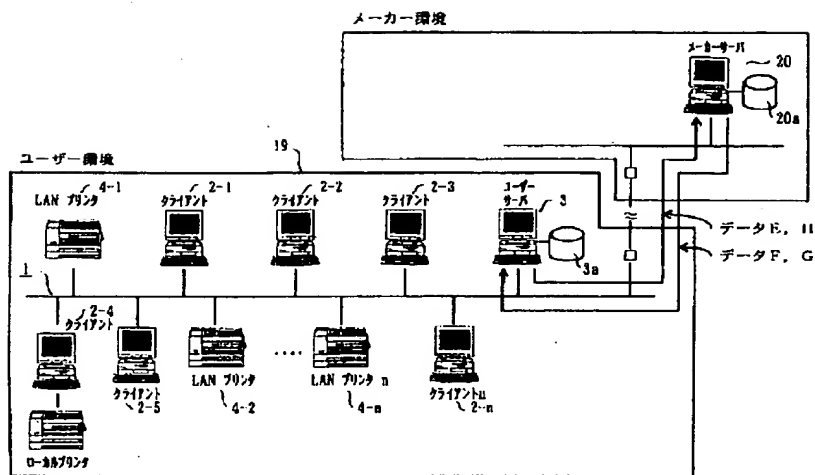 メーカー環境
メーカーサーバ
20
20a
ユーザー環境
19
4-1
LAN プリンタ
2-1
クライアント
2-2
クライアント
2-3
クライアント
ユーザー
サーバ
3
3a
データE，H
データF，G
1
2-4
クライアント
クライアント
2-5
LAN プリンタ
4-2
‥‥
LAN プリンタ n
4-n
クライアントn
2-n
ローカルプリンタ